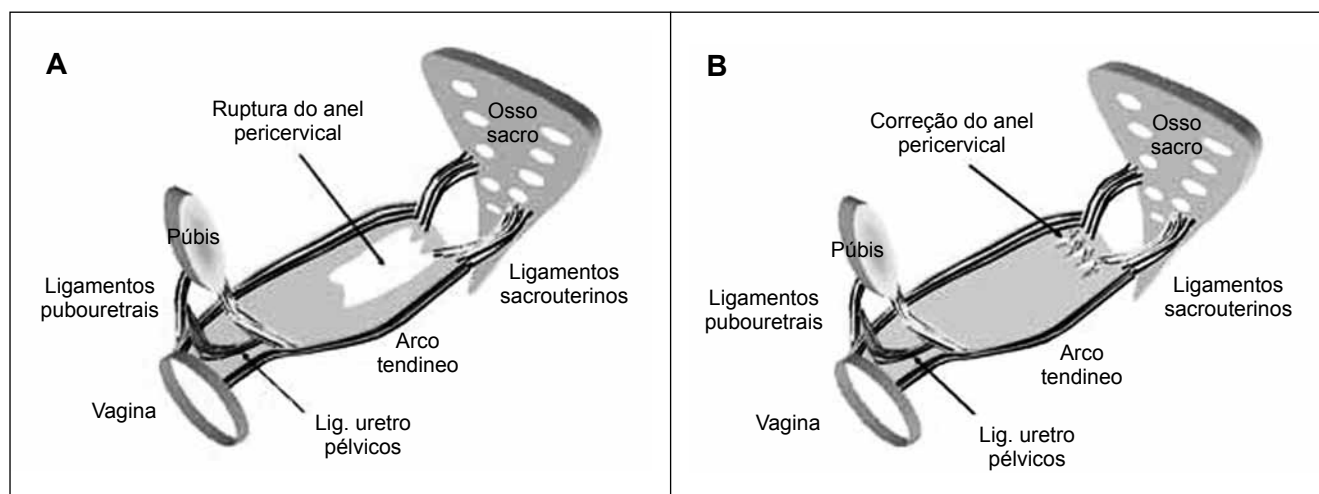 A
Ruptura do anel
pericervical
Osso
sacro
Púbis
Ligamentos
pubouretrais
Ligamentos
sacrouterinos
Arco
tendineo
Vagina
Lig. uretro
pélvicos
B
Correção do anel
pericervical
Osso
sacro
Púbis
Ligamentos
pubouretrais
Ligamentos
sacrouterinos
Arco
tendineo
Vagina
Lig. uretro
pélvicos